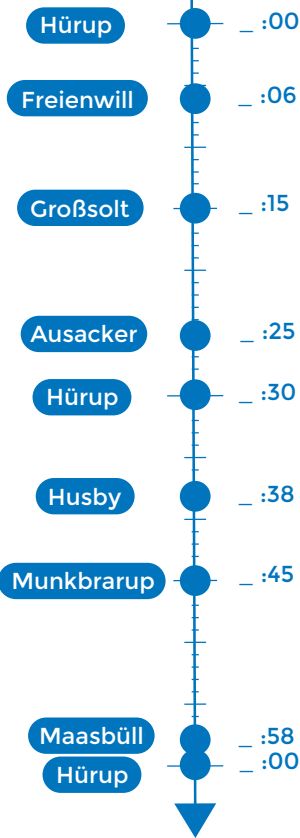 Hürup _ :00
Freienwill _ :06
Großsolt _ :15
Ausacker _ :25
Hürup _ :30
Husby _ :38
Munkbrarup _ :45
Maasbüll _ :58
Hürup _ :00